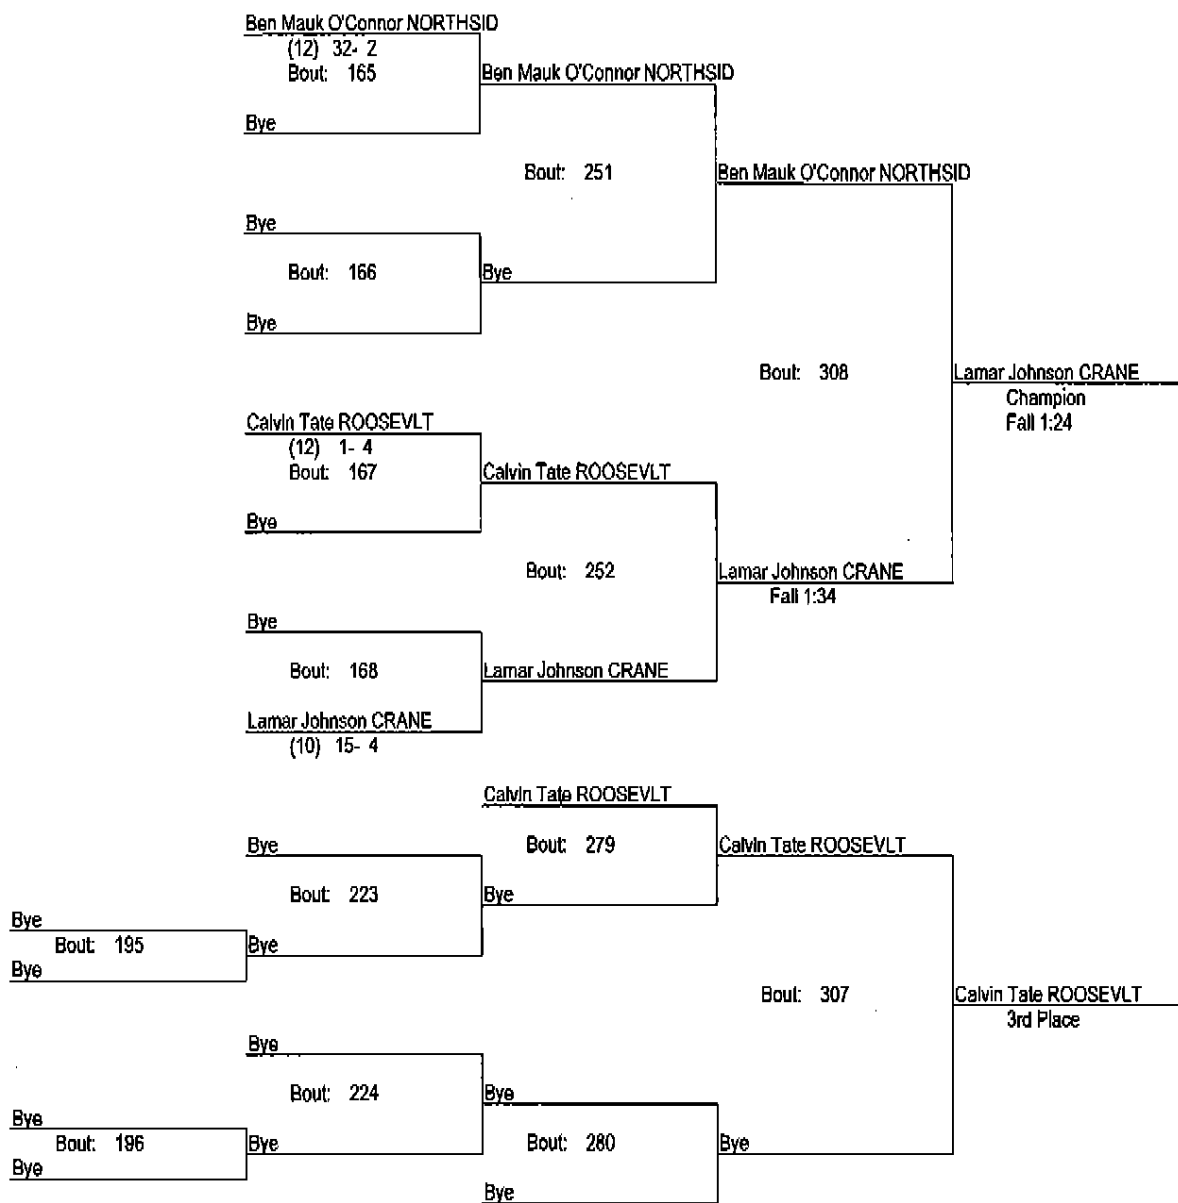 Ben Mauk O'Connor NORTHSID
(12) 32- 2
Bout: 165
Ben Mauk O'Connor NORTHSID
Bye
Bout: 251
Ben Mauk O'Connor NORTHSID
Bye
Bout: 166
Bye
Bye
Bout: 308
Lamar Johnson CRANE
Champion
Fall 1:24
Calvin Tate ROOSEVLT
(12) 1- 4
Bout: 167
Calvin Tate ROOSEVLT
Bye
Bout: 252
Lamar Johnson CRANE
Fall 1:34
Bye
Bout: 168
Lamar Johnson CRANE
Lamar Johnson CRANE
(10) 15- 4
Calvin Tate ROOSEVLT
Bout: 279
Calvin Tate ROOSEVLT
Bye
Bout: 223
Bye
Bye
Bout: 195
Bye
Bye
Bout: 307
Calvin Tate ROOSEVLT
3rd Place
Bye
Bout: 224
Bye
Bye
Bout: 196
Bye
Bout: 280
Bye
Bye
Bye